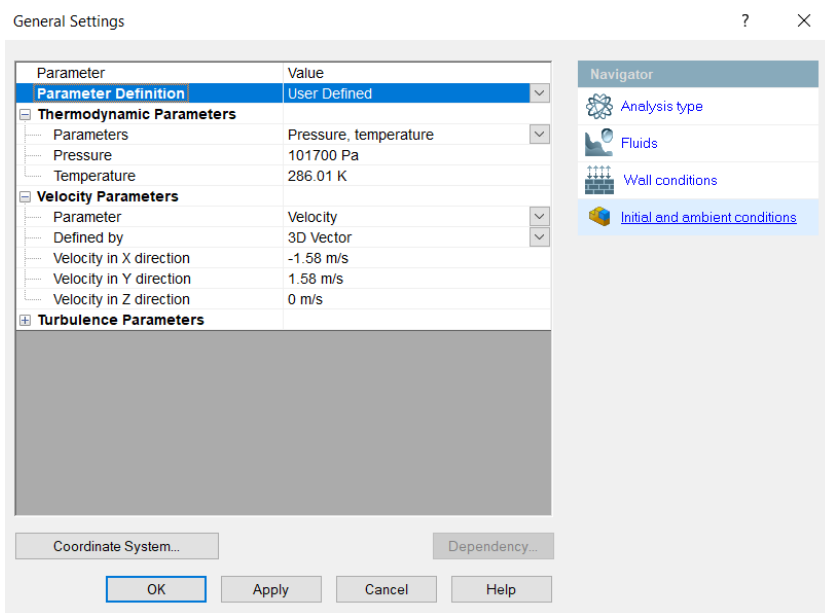 General Settings
? ×
Parameter Value
Parameter Definition User Defined
Thermodynamic Parameters
Parameters Pressure, temperature
Pressure 101700 Pa
Temperature 286.01 K
Velocity Parameters
Parameter Velocity
Defined by 3D Vector
Velocity in X direction -1.58 m/s
Velocity in Y direction 1.58 m/s
Velocity in Z direction 0 m/s
Turbulence Parameters
Navigator
Analysis type
Fluids
Wall conditions
Initial and ambient conditions
Coordinate System... Dependency...
OK Apply Cancel Help